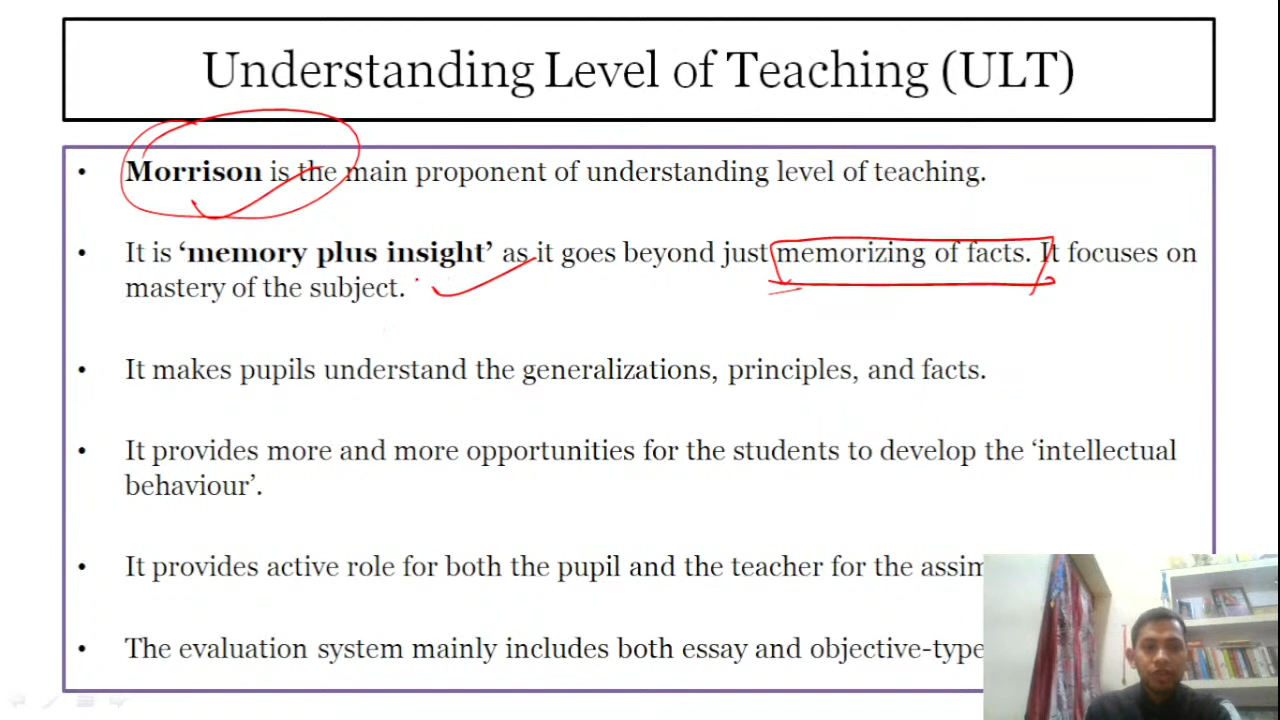 Understanding Level of Teaching (ULT)
• Morrison is the main proponent of understanding level of teaching.
• It is ‘memory plus insight’ as it goes beyond just memorizing of facts. It focuses on
mastery of the subject.
• It makes pupils understand the generalizations, principles, and facts.
• It provides more and more opportunities for the students to develop the ‘intellectual
behaviour’.
• It provides active role for both the pupil and the teacher for the
• The evaluation system mainly includes both essay and objective-type